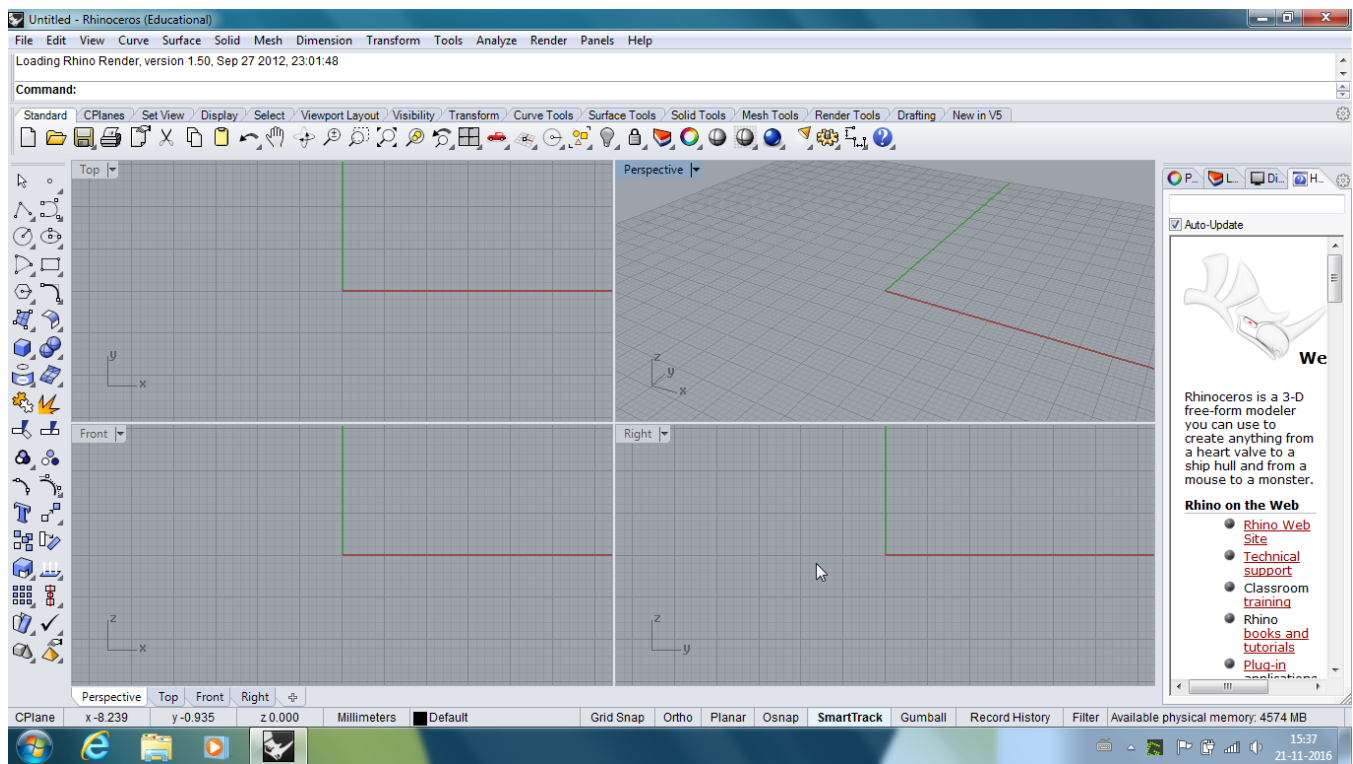 Untitled - Rhinoceros (Educational)
File Edit View Curve Surface Solid Mesh Dimension Transform Tools Analyze Render Panels Help
Loading Rhino Render, version 1.50, Sep 27 2012, 23:01:48
Command:
Standard CPlanes Set View Display Select Viewport Layout Visibility Transform Curve Tools Surface Tools Solid Tools Mesh Tools Render Tools Drafting New in V5
Top
Perspective
P... L... Di... H...
Auto-Update
y
x
z
y
x
We
Rhinoceros is a 3-D
free-form modeler
you can use to
create anything from
a heart valve to a
ship hull and from a
mouse to a monster.
Front
Right
Rhino on the Web
Rhino Web
Site
Technical
support
Classroom
training
Rhino
books and
tutorials
Plug-in
applications
z
x
z
y
Perspective Top Front Right
CPlane x -8.239 y -0.935 z 0.000 Millimeters Default Grid Snap Ortho Planar Osnap SmartTrack Gumball Record History Filter Available physical memory: 4574 MB
15:37
21-11-2016